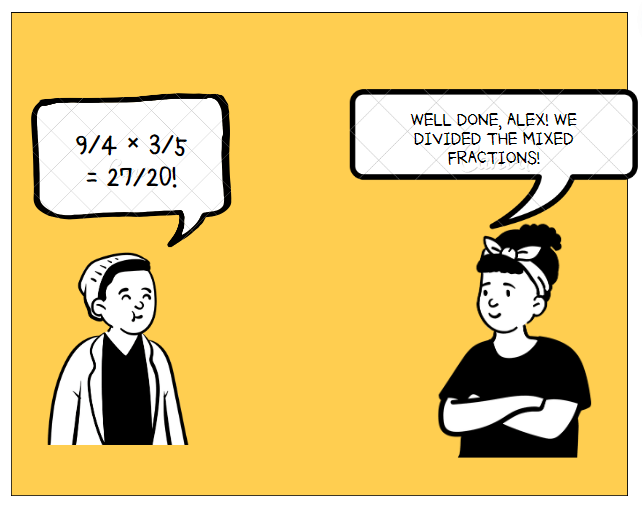 9/4 × 3/5
= 27/20!
WELL DONE, ALEX! WE
DIVIDED THE MIXED
FRACTIONS!